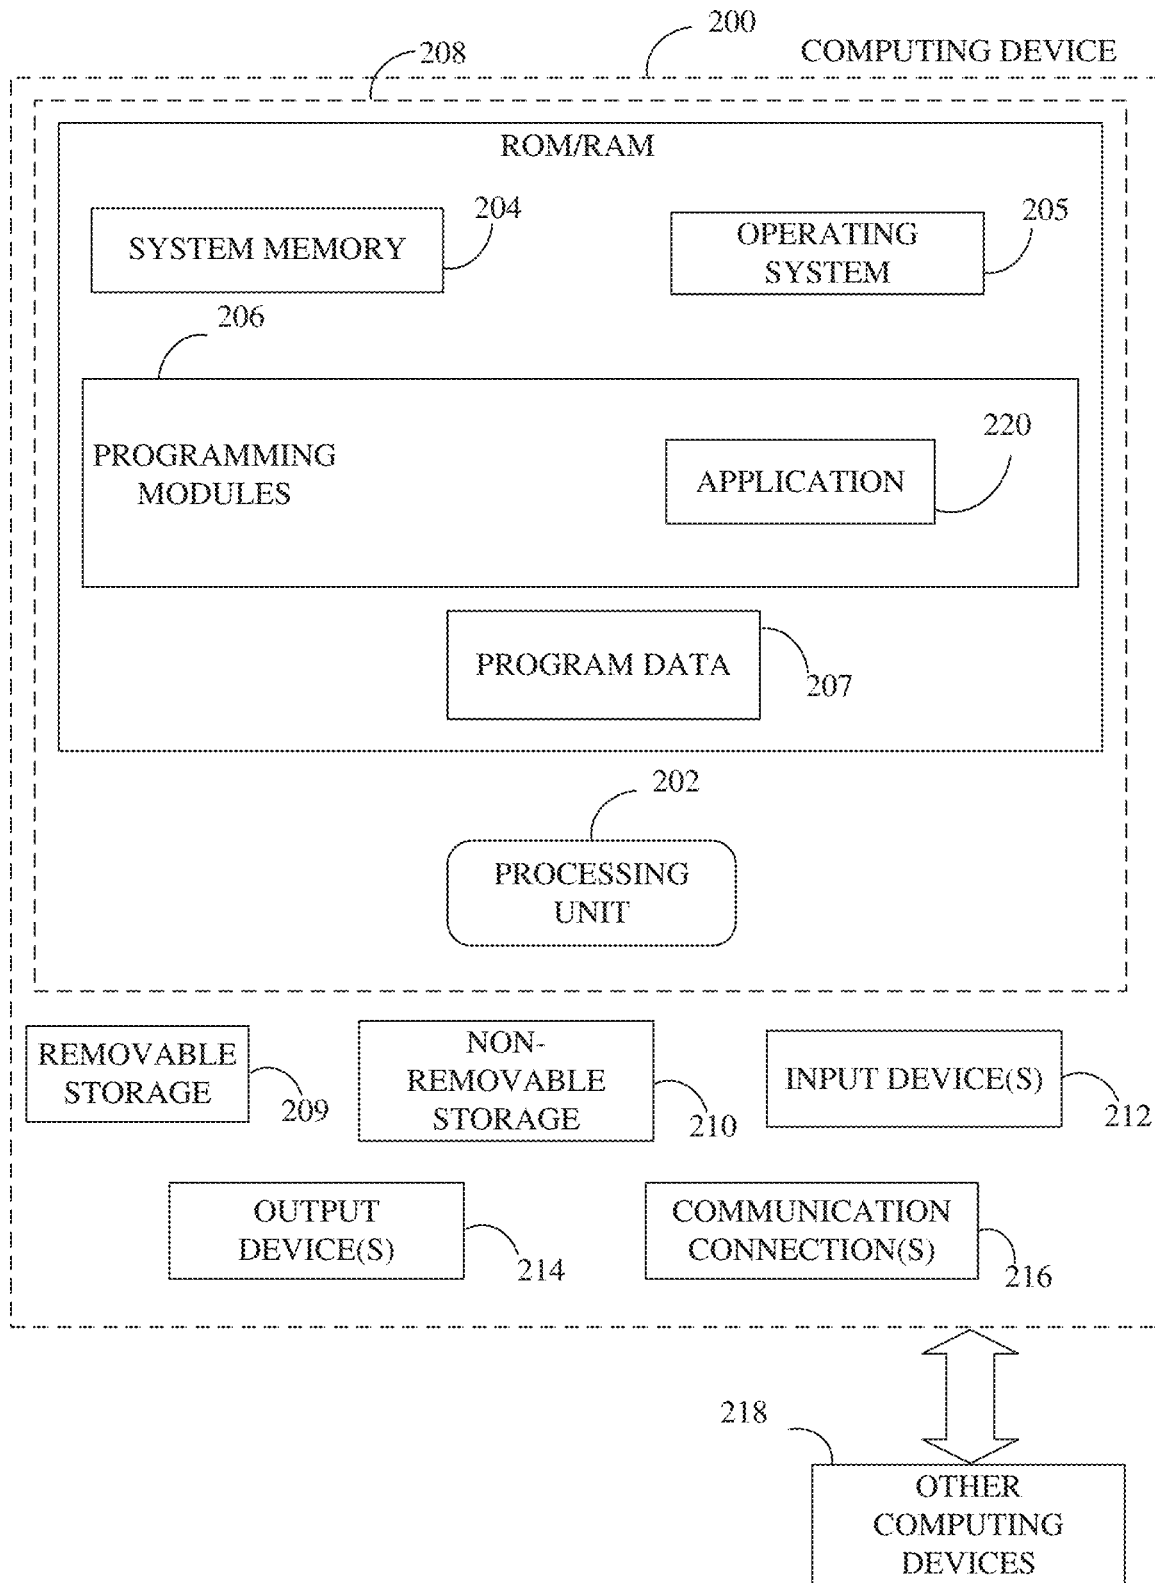 200
208
COMPUTING DEVICE
ROM/RAM
204
205
SYSTEM MEMORY
OPERATING
SYSTEM
206
220
PROGRAMMING
MODULES
APPLICATION
PROGRAM DATA
207
202
PROCESSING
UNIT
REMOVABLE
STORAGE
209
NON-
REMOVABLE
STORAGE
210
INPUT DEVICE(S)
212
OUTPUT
DEVICE(S)
214
COMMUNICATION
CONNECTION(S)
216
218
OTHER
COMPUTING
DEVICES